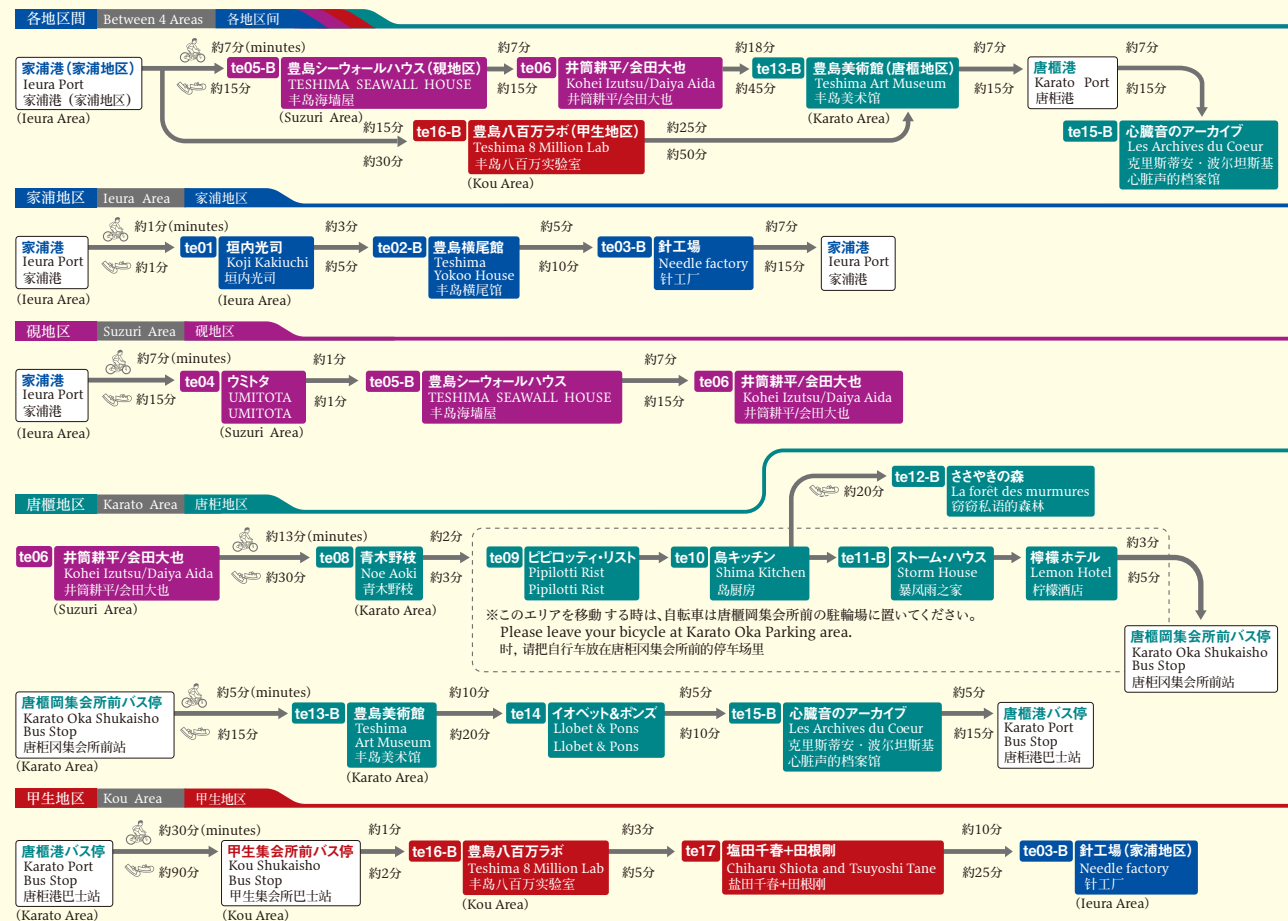 各地区間 Between 4 Areas 各地区间
家浦港(家浦地区)
Ieura Port
家浦港（家浦地区）
(Ieura Area)
約7分(minutes)
約15分
te05-B 豊島シーウォールハウス(硯地区)
TESHIMA SEAWALL HOUSE
丰岛海墙屋
(Suzuri Area)
約7分
約15分
te06 井筒耕平/会田大也
Kohei Izutsu/Daiya Aida
井筒耕平/会田大也
約18分
約45分
te13-B 豊島美術館(唐櫃地区)
Teshima Art Museum
丰岛美术馆
(Karato Area)
約7分
約15分
唐櫃港
Karato Port
唐柜港
約7分
約15分
te15-B 心臓音のアーカイブ
Les Archives du Coeur
克里斯蒂安・波尔坦斯基
心脏声的档案馆
約15分
約30分
te16-B 豊島八百万ラボ(甲生地区)
Teshima 8 Million Lab
丰岛八百万实验室
(Kou Area)
約25分
約50分
家浦地区 Ieura Area 家浦地区
家浦港
Ieura Port
家浦港
(Ieura Area)
約1分(minutes)
約1分
te01 垣内光司
Koji Kakiuchi
垣内光司
(Ieura Area)
約3分
約5分
te02-B 豊島横尾館
Teshima
Yokoo House
丰岛横尾馆
約5分
約10分
te03-B 針工場
Needle factory
针工厂
約7分
約15分
家浦港
Ieura Port
家浦港
硯地区 Suzuri Area 砚地区
家浦港
Ieura Port
家浦港
(Ieura Area)
約7分(minutes)
約15分
te04 ウミトタ
UMITOTA
UMITOTA
(Suzuri Area)
約1分
約1分
te05-B 豊島シーウォールハウス
TESHIMA SEAWALL HOUSE
丰岛海墙屋
約7分
約15分
te06 井筒耕平/会田大也
Kohei Izutsu/Daiya Aida
井筒耕平/会田大也
唐櫃地区 Karato Area 唐柜地区
約20分
te12-B ささやきの森
La forêt des murmures
窃窃私语的森林
te06 井筒耕平/会田大也
Kohei Izutsu/Daiya Aida
井筒耕平/会田大也
(Suzuri Area)
約13分(minutes)
約30分
te08 青木野枝
Noe Aoki
青木野枝
(Karato Area)
約2分
約3分
te09 ピピロッティ・リスト
Pipilotti Rist
Pipilotti Rist
te10 島キッチン
Shima Kitchen
岛厨房
te11-B ストーム・ハウス
Storm House
暴风雨之家
檸檬ホテル
Lemon Hotel
柠檬酒店
約3分
約5分
※このエリアを移動する時は、自転車は唐櫃岡集会所前の駐輪場に置いてください。
Please leave your bicycle at Karato Oka Parking area.
时，请把自行车放在唐柜冈集会所前的停车场里
唐櫃岡集会所前バス停
Karato Oka Shukaisho
Bus Stop
唐柜冈集会所前站
唐櫃岡集会所前バス停
Karato Oka Shukaisho
Bus Stop
唐柜冈集会所前站
(Karato Area)
約5分(minutes)
約15分
te13-B 豊島美術館
Teshima
Art Museum
丰岛美术馆
(Karato Area)
約10分
約20分
te14 イオベット&ポンズ
Llobet & Pons
Llobet & Pons
約5分
約10分
te15-B 心臓音のアーカイブ
Les Archives du Coeur
克里斯蒂安・波尔坦斯基
心脏声的档案馆
約5分
約15分
唐櫃港バス停
Karato Port
Bus Stop
唐柜港巴士站
(Karato Area)
甲生地区 Kou Area 甲生地区
唐櫃港バス停
Karato Port
Bus Stop
唐柜港巴士站
(Karato Area)
約30分(minutes)
約90分
甲生集会所前バス停
Kou Shukaisho
Bus Stop
甲生集会所巴士站
(Kou Area)
約1分
約2分
te16-B 豊島八百万ラボ
Teshima 8 Million Lab
丰岛八百万实验室
(Kou Area)
約3分
約5分
te17 塩田千春+田根剛
Chiharu Shiota and Tsuyoshi Tane
盐田千春+田根刚
約10分
約25分
te03-B 針工場(家浦地区)
Needle factory
针工厂
(Ieura Area)